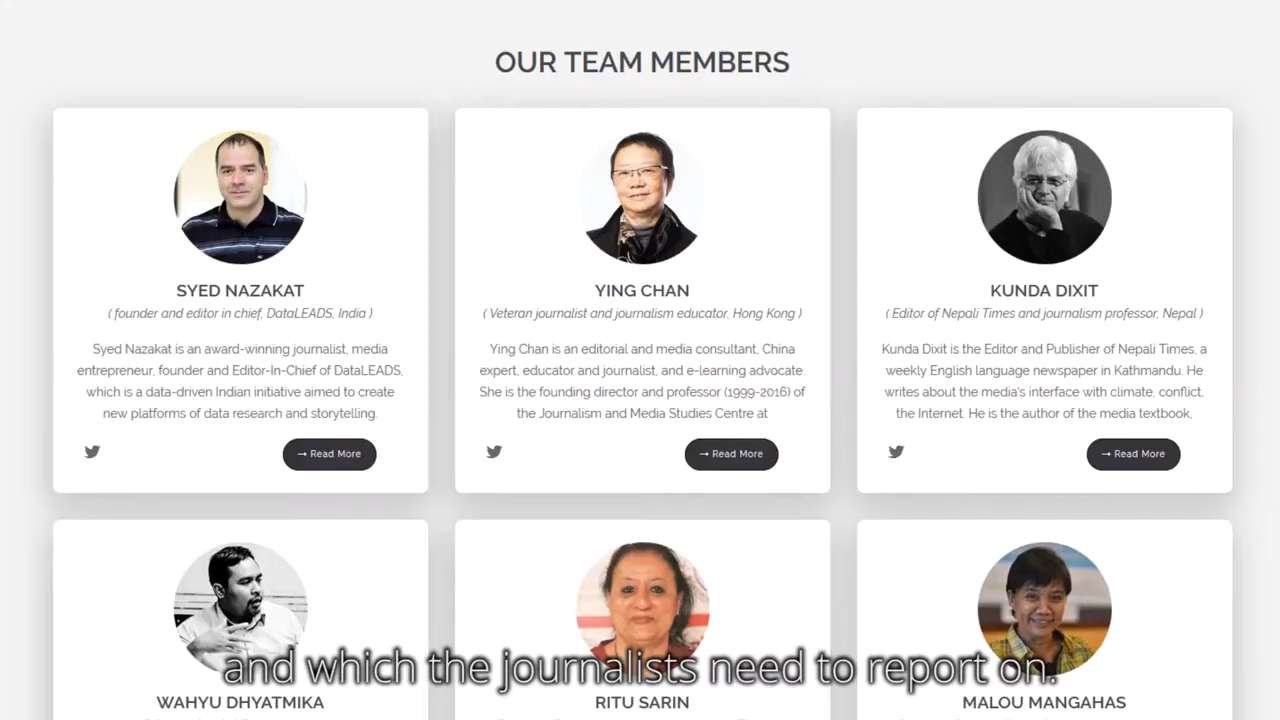 OUR TEAM MEMBERS
SYED NAZAKAT
( founder and editor in chief, DataLEADS, India )
Syed Nazakat is an award-winning journalist, media
entrepreneur, founder and Editor-In-Chief of DataLEADS,
which is a data-driven Indian initiative aimed to create
new platforms of data research and storytelling.
→ Read More
YING CHAN
( Veteran journalist and journalism educator, Hong Kong )
Ying Chan is an editorial and media consultant, China
expert, educator and journalist, and e-learning advocate.
She is the founding director and professor (1999-2016) of
the Journalism and Media Studies Centre at
→ Read More
KUNDA DIXIT
( Editor of Nepali Times and journalism professor, Nepal )
Kunda Dixit is the Editor and Publisher of Nepali Times, a
weekly English language newspaper in Kathmandu. He
writes about the media's interface with climate, conflict,
the Internet. He is the author of the media textbook,
→ Read More
and which the journalists need to report on.
WAHYU DHYATMIKA
RITU SARIN
MALOU MANGAHAS